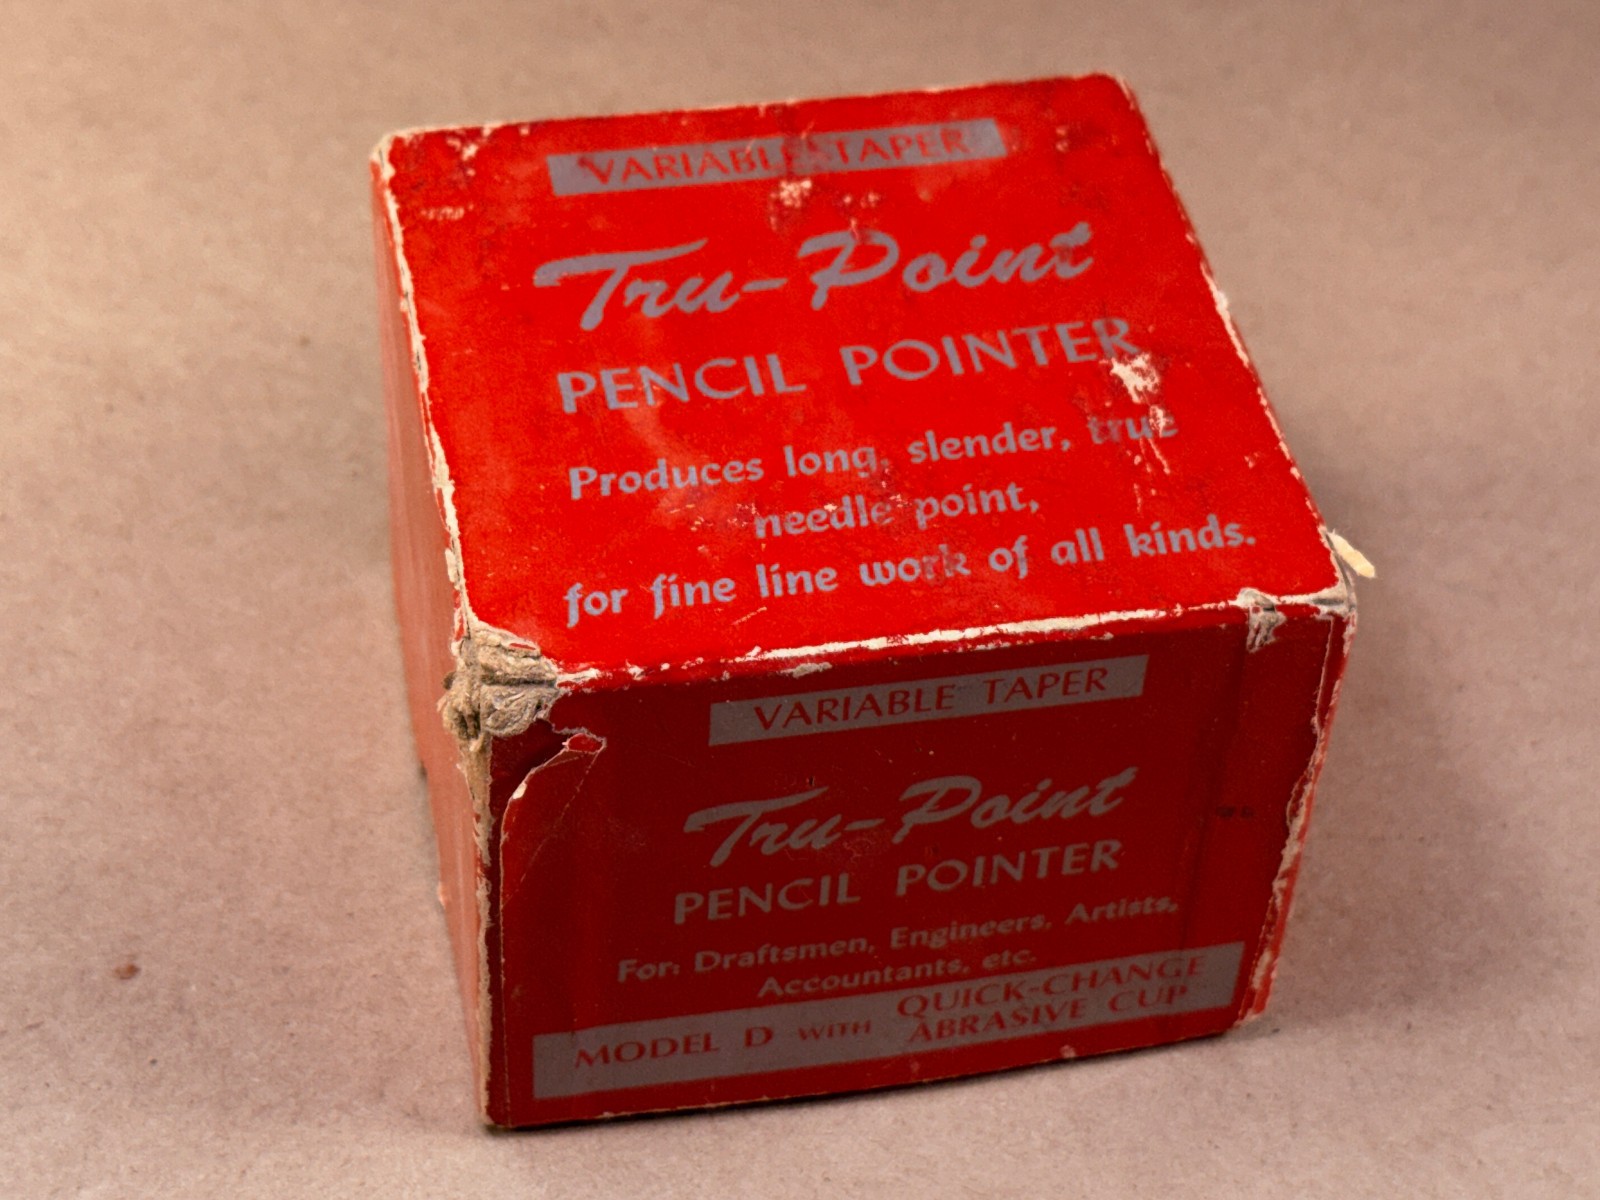 VARIABLE TAPER
Tru-Point
PENCIL POINTER
Produces long, slender, true
needle point,
for fine line work of all kinds.
VARIABLE TAPER
Tru-Point
PENCIL POINTER
For: Draftsmen, Engineers, Artists,
Accountants, etc.
MODEL D WITH QUICK-CHANGE
ABRASIVE CUP